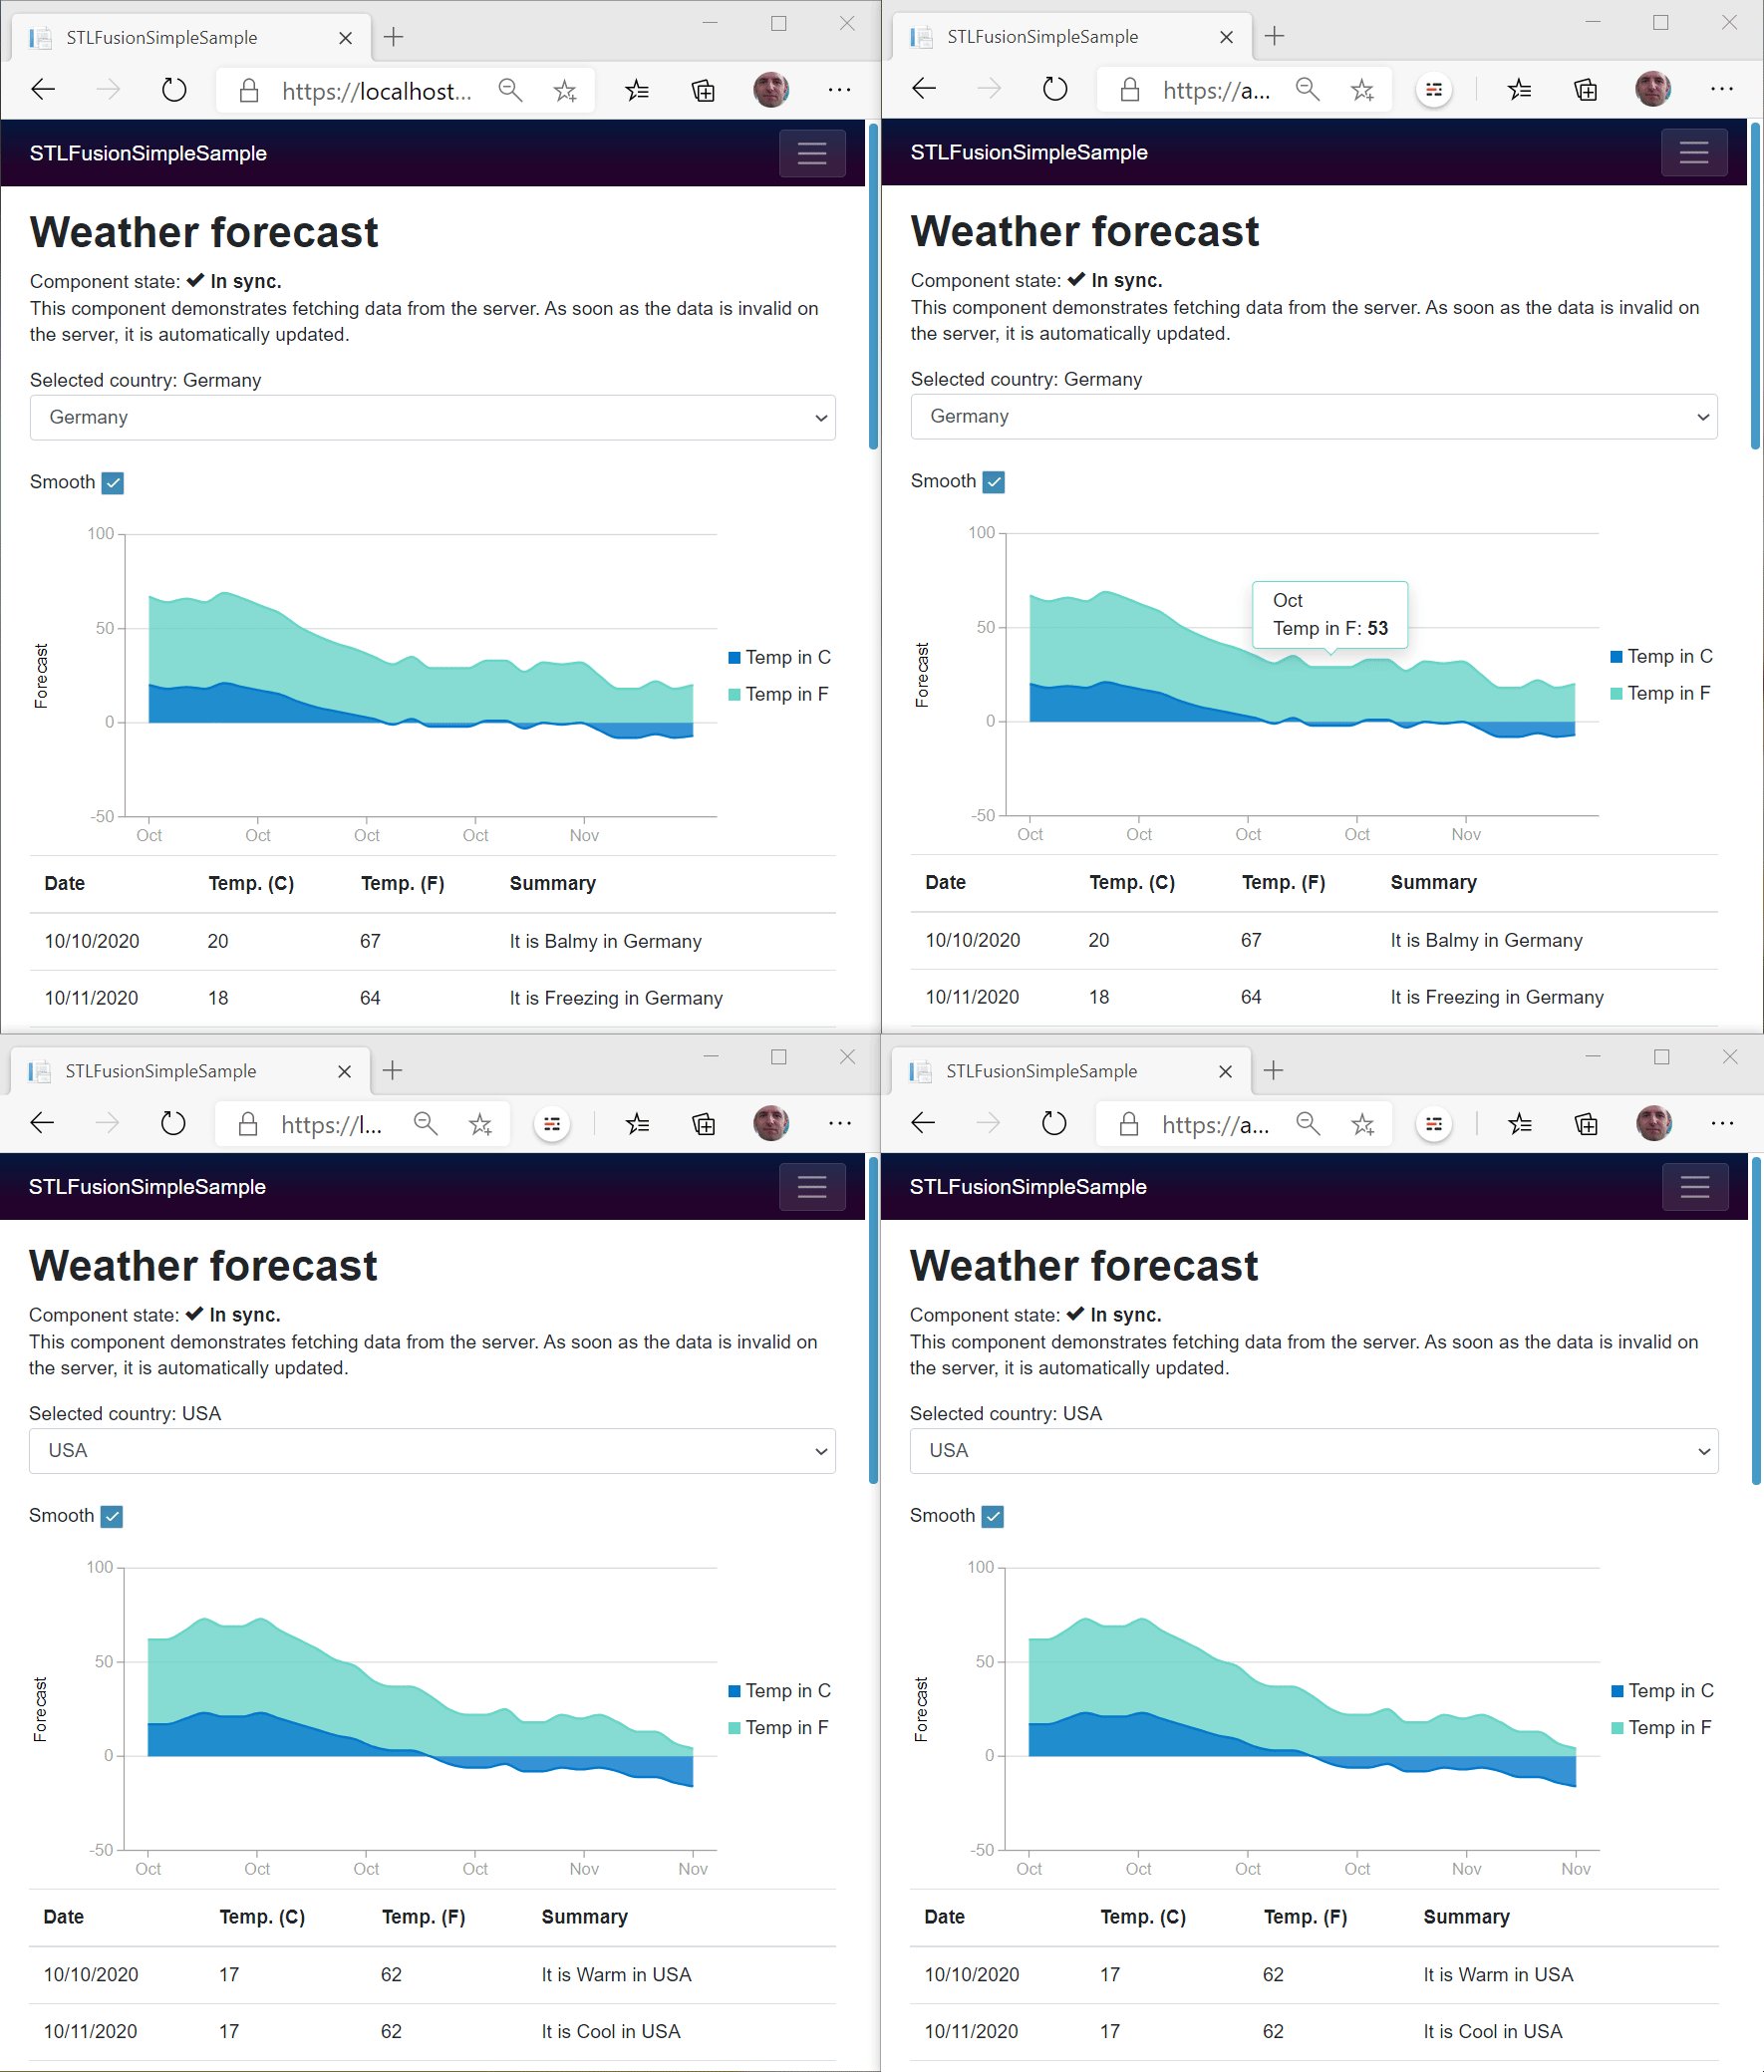 STLFusionSimpleSample
https://localhost...
STLFusionSimpleSample
Weather forecast
Component state: ✔ In sync.
This component demonstrates fetching data from the server. As soon as the data is invalid on
the server, it is automatically updated.
Selected country: Germany
Germany
Smooth
100
50
0
-50
Forecast
Oct Oct Oct Oct Nov
Temp in C
Temp in F
Date Temp. (C) Temp. (F) Summary
10/10/2020 20 67 It is Balmy in Germany
10/11/2020 18 64 It is Freezing in Germany
STLFusionSimpleSample
https://a...
STLFusionSimpleSample
Weather forecast
Component state: ✔ In sync.
This component demonstrates fetching data from the server. As soon as the data is invalid on
the server, it is automatically updated.
Selected country: Germany
Germany
Smooth
100
50
0
-50
Forecast
Oct
Temp in F: 53
Oct Oct Oct Oct Nov
Temp in C
Temp in F
Date Temp. (C) Temp. (F) Summary
10/10/2020 20 67 It is Balmy in Germany
10/11/2020 18 64 It is Freezing in Germany
STLFusionSimpleSample
https://l...
STLFusionSimpleSample
Weather forecast
Component state: ✔ In sync.
This component demonstrates fetching data from the server. As soon as the data is invalid on
the server, it is automatically updated.
Selected country: USA
USA
Smooth
100
50
0
-50
Forecast
Oct Oct Oct Oct Nov Nov
Temp in C
Temp in F
Date Temp. (C) Temp. (F) Summary
10/10/2020 17 62 It is Warm in USA
10/11/2020 17 62 It is Cool in USA
STLFusionSimpleSample
https://a...
STLFusionSimpleSample
Weather forecast
Component state: ✔ In sync.
This component demonstrates fetching data from the server. As soon as the data is invalid on
the server, it is automatically updated.
Selected country: USA
USA
Smooth
100
50
0
-50
Forecast
Oct Oct Oct Oct Nov Nov
Temp in C
Temp in F
Date Temp. (C) Temp. (F) Summary
10/10/2020 17 62 It is Warm in USA
10/11/2020 17 62 It is Cool in USA